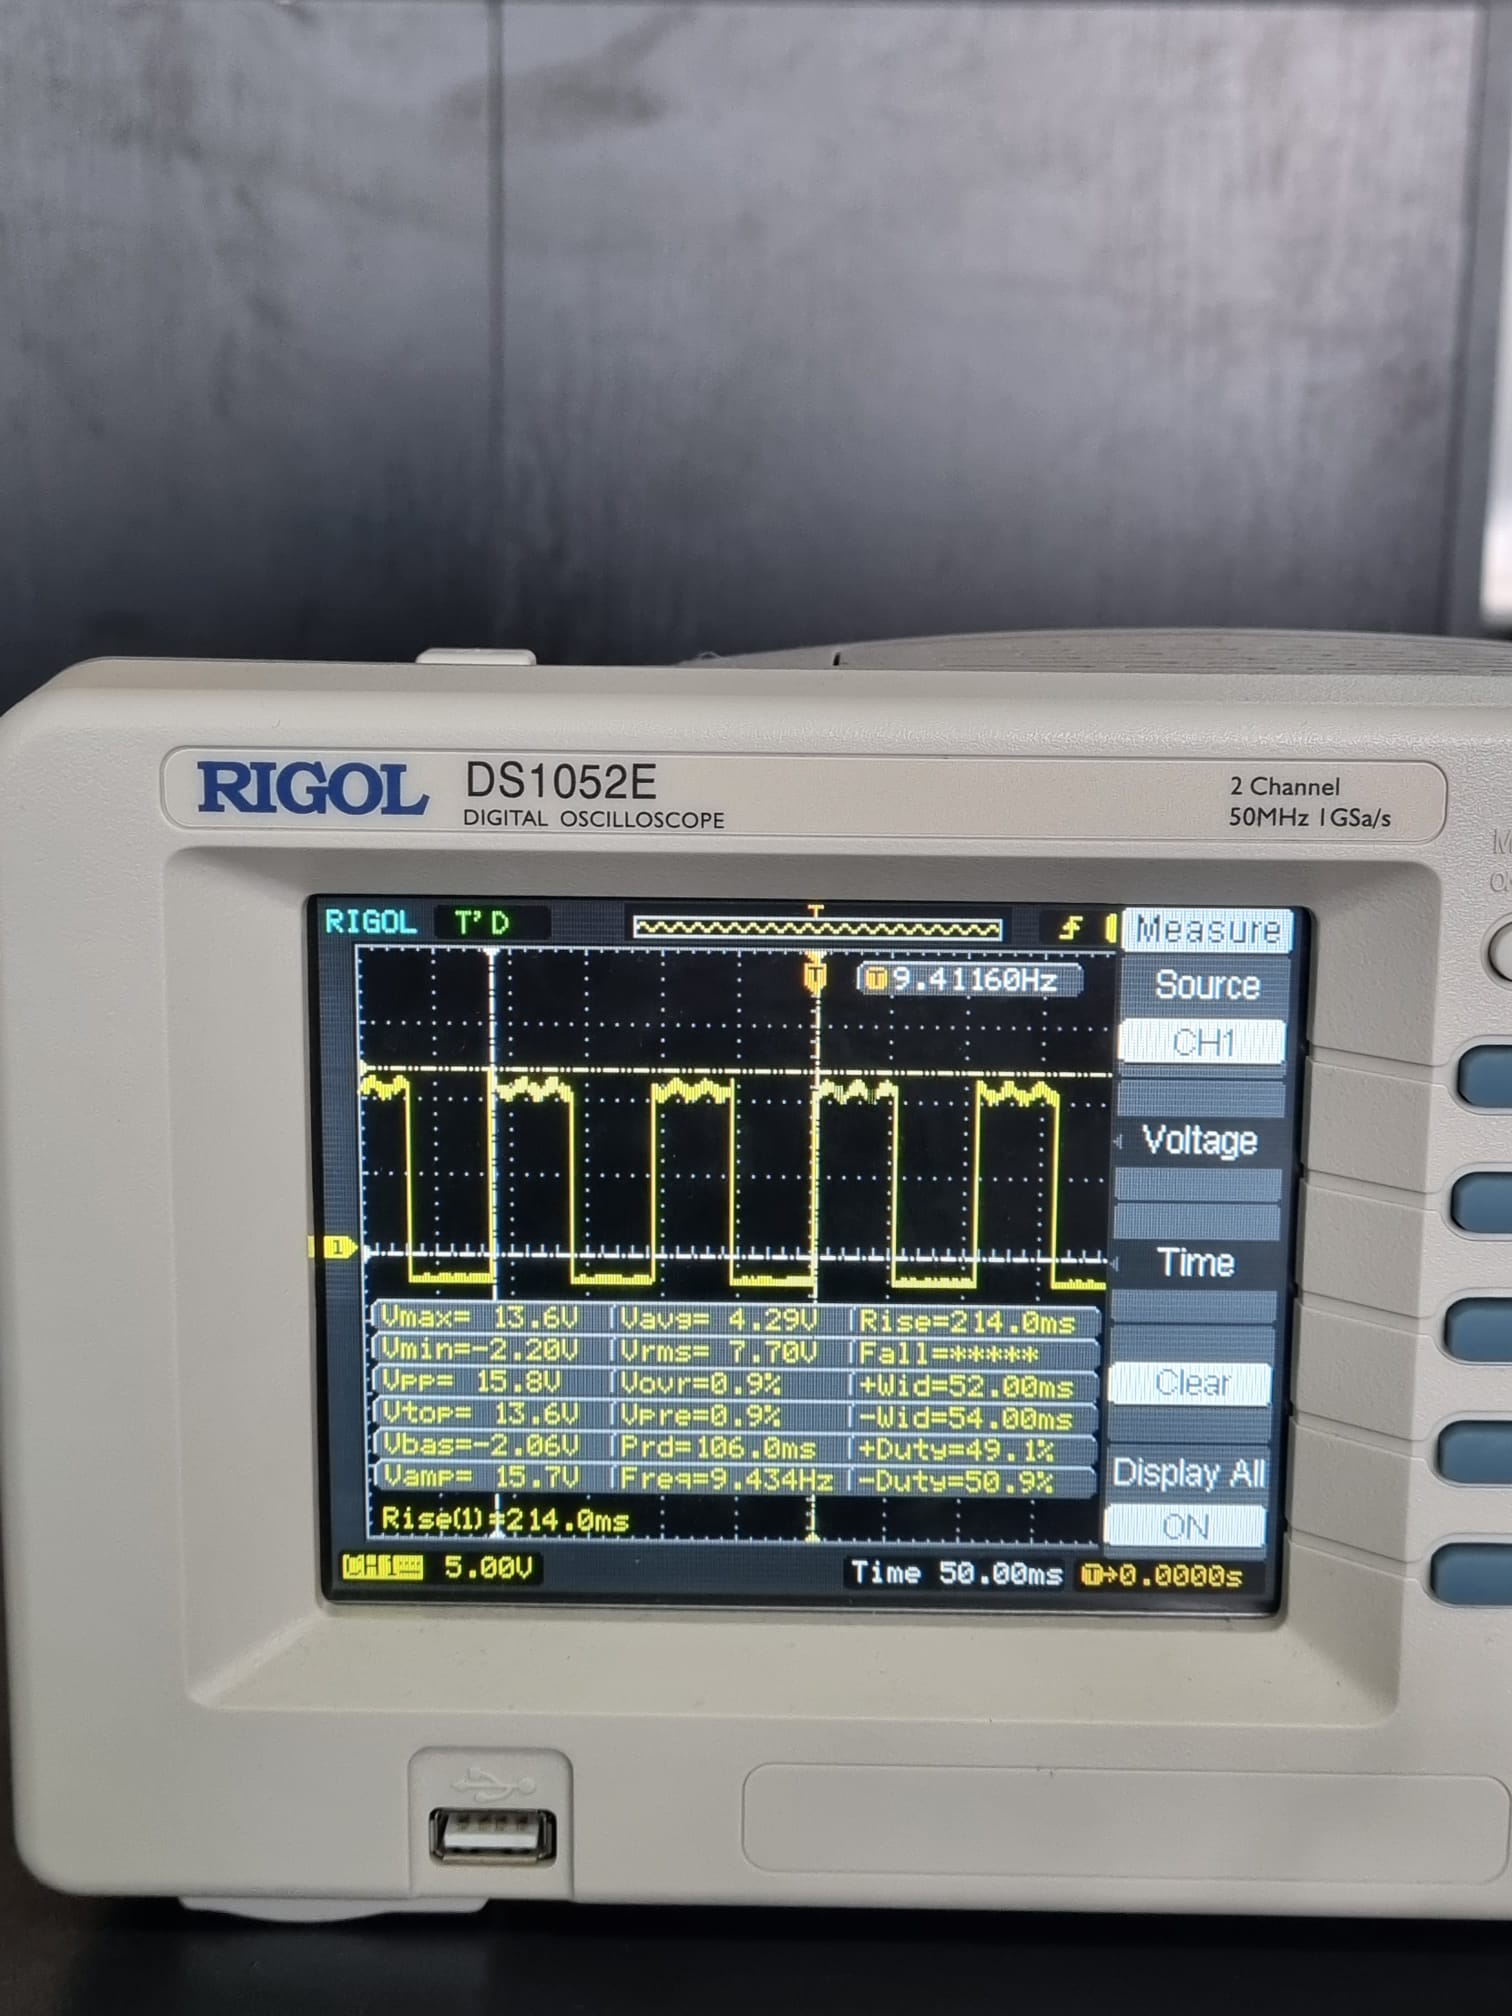 RIGOL DS1052E
DIGITAL OSCILLOSCOPE
2 Channel
50MHz 1GSa/s
RIGOL T'D
T
Measure
T 9.41160Hz
Source
CH1
Voltage
1
Time
Vmax= 13.6V Vavg= 4.29V Rise=214.0ms
Vmin=-2.20V Vrms= 7.70V Fall=*****
Vpp= 15.8V Vovr=0.9% +Wid=52.00ms
Vtop= 13.6V Vpre=0.9% -Wid=54.00ms
Vbas=-2.06V Prd=106.0ms +Duty=49.1%
Vamp= 15.7V Freq=9.434Hz -Duty=50.9%
Clear
Display All
ON
Rise(1)=214.0ms
5.00V Time 50.00ms T→0.0000s